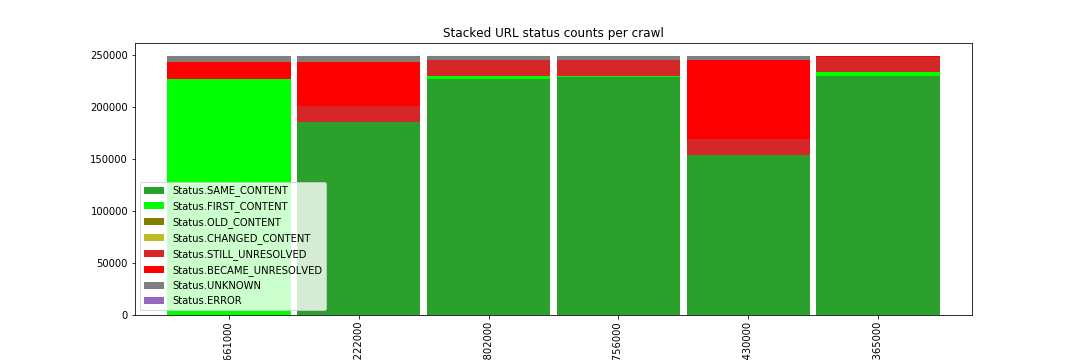 Stacked URL status counts per crawl
250000
200000
150000
100000
50000
0
Status.SAME_CONTENT
Status.FIRST_CONTENT
Status.OLD_CONTENT
Status.CHANGED_CONTENT
Status.STILL_UNRESOLVED
Status.BECAME_UNRESOLVED
Status.UNKNOWN
Status.ERROR
661000
222000
802000
756000
430000
365000